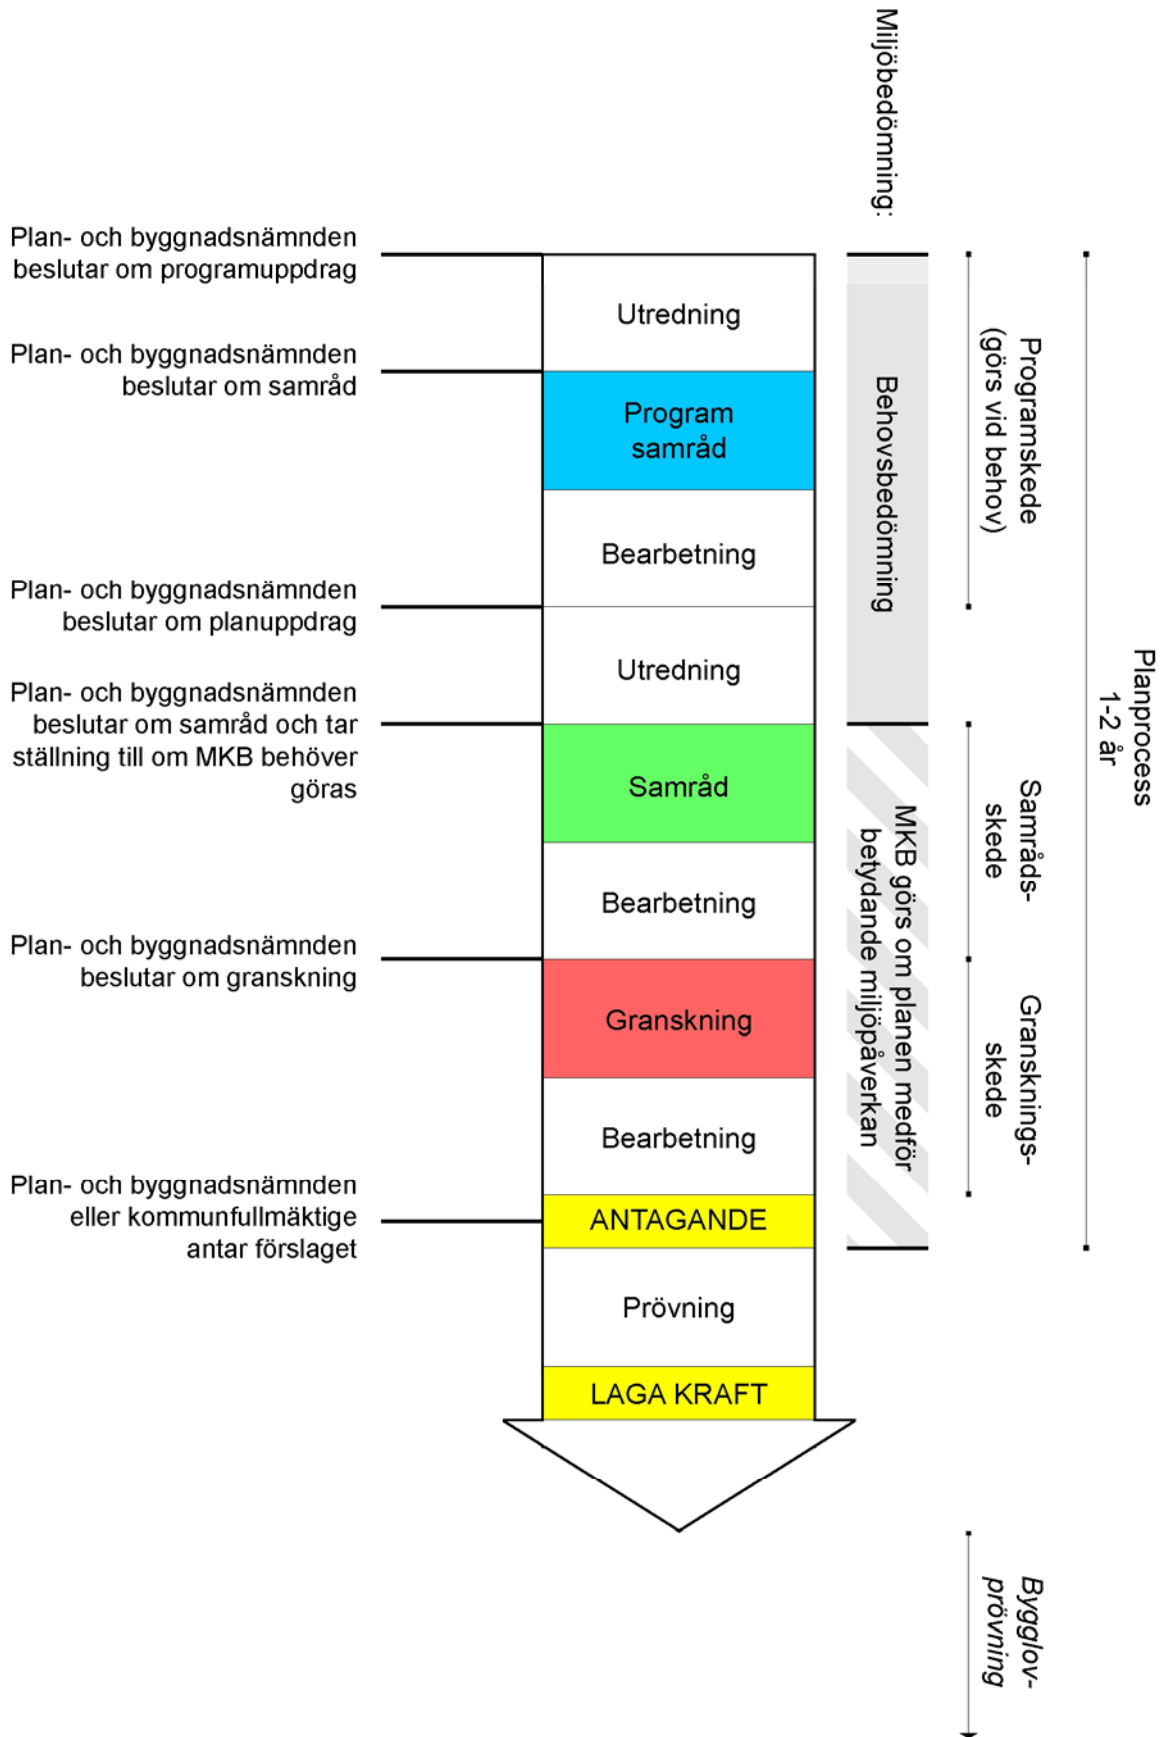 Miljöbedömning:
Plan- och byggnadsnämnden
beslutar om programuppdrag
Plan- och byggnadsnämnden
beslutar om samråd
Plan- och byggnadsnämnden
beslutar om planuppdrag
Plan- och byggnadsnämnden
beslutar om samråd och tar
ställning till om MKB behöver
göras
Plan- och byggnadsnämnden
beslutar om granskning
Plan- och byggnadsnämnden
eller kommunfullmäktige
antar förslaget
Utredning
Program
samråd
Bearbetning
Utredning
Samråd
Bearbetning
Granskning
Bearbetning
ANTAGANDE
Prövning
LAGA KRAFT
Behovsbedömning
MKB görs om planen medför
betydande miljöpåverkan
Programskede
(görs vid behov)
Samråds-
skede
Gransknings-
skede
Planprocess
1-2 år
Bygglov-
prövning